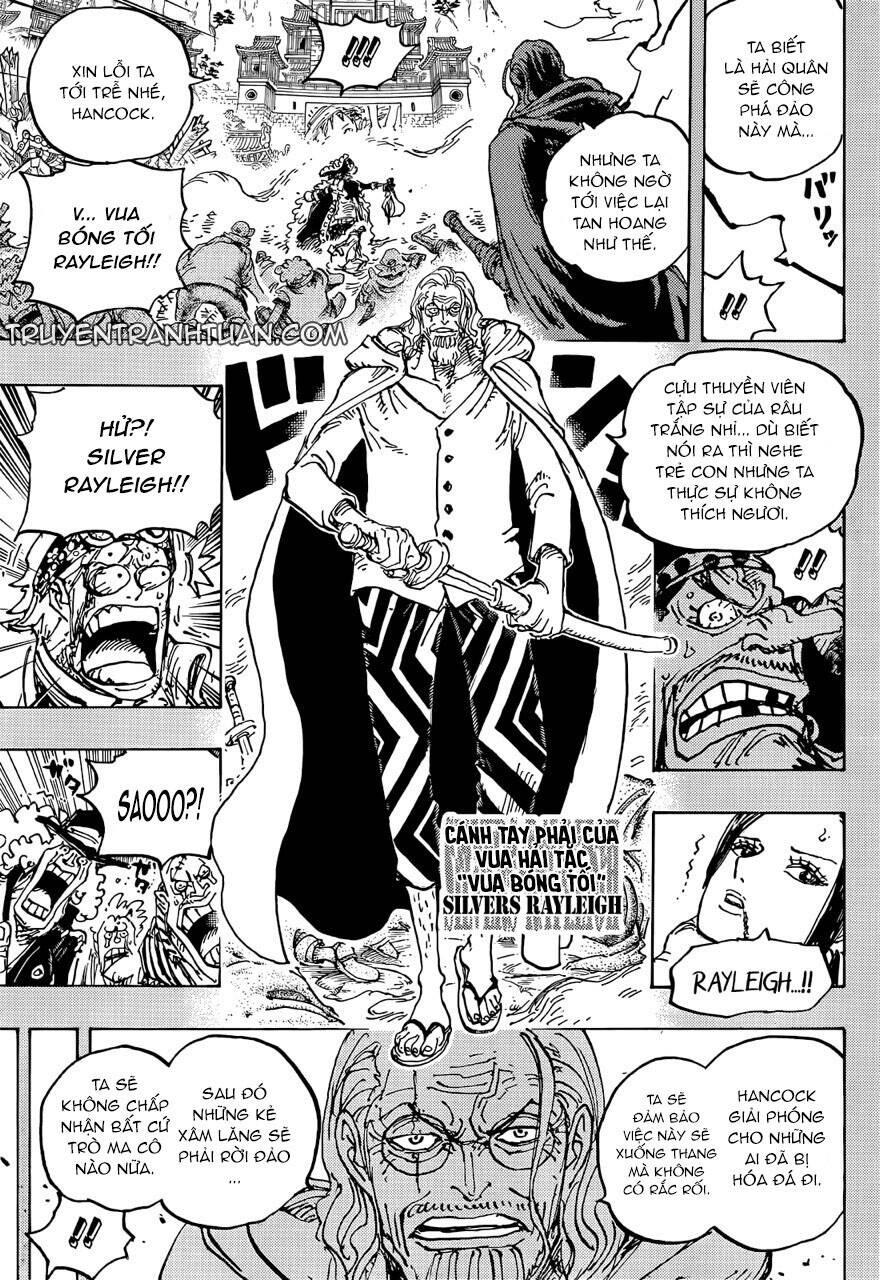 TA BIẾT
LÀ HẢI QUÂN
SẼ CÔNG
PHÁ ĐẢO
NÀY MÀ...
バリッ
!!
NHƯNG TA
KHÔNG NGỜ
TỚI VIỆC LẠI
TAN HOANG
NHƯ THẾ.
!!!
XIN LỖI TA
TỚI TRỄ NHÉ,
HANCOCK.
V... VUA
BÓNG TỐI
RAYLEIGH!!
TRUYENTRANHTUAN.COM
CỰU THUYỀN VIÊN
TẬP SỰ CỦA RÂU
TRẮNG NHỈ... DÙ BIẾT
NÓI RA THÌ NGHE
TRẺ CON NHƯNG TA
THỰC SỰ KHÔNG
THÍCH NGƯƠI.
!!
ドン
HỬ?!
SILVER
RAYLEIGH!!
SAOOO?!
CÁNH TAY PHẢI CỦA
VUA HẢI TẶC
"VUA BÓNG TỐI"
SILVERS RAYLEIGH
RAYLEIGH...!!
HANCOCK
GIẢI PHÓNG
CHO NHỮNG
AI ĐÃ BỊ
HÓA ĐÁ ĐI.
TA SẼ
ĐẢM BẢO
VIỆC NÀY SẼ
XUỐNG THANG
MÀ KHÔNG
CÓ RẮC RỐI.
SAU ĐÓ
NHỮNG KẺ
XÂM LĂNG SẼ
PHẢI RỜI ĐẢO
...
TA SẼ
KHÔNG CHẤP
NHẬN BẤT CỨ
TRÒ MA CÔ
NÀO NỮA.
!!